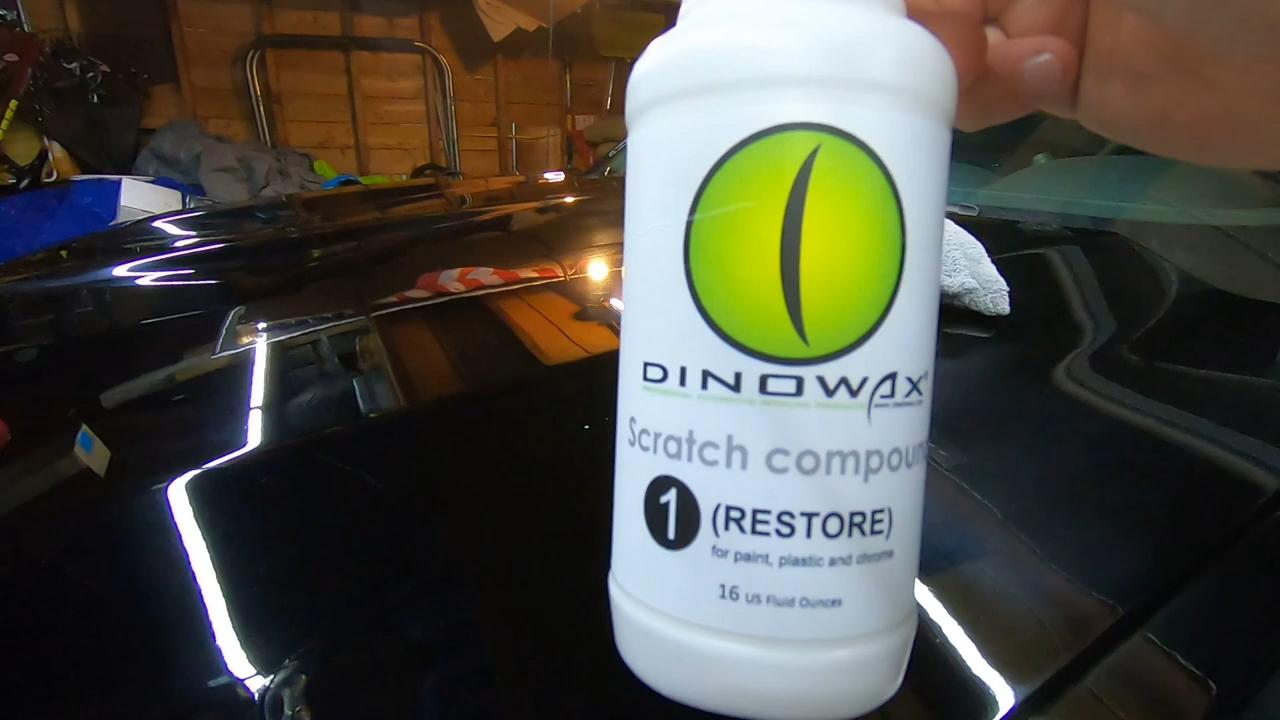 DINOWAX®
Scratch compoun
1 (RESTORE)
for paint, plastic and chrome
16 US Fluid Ounces